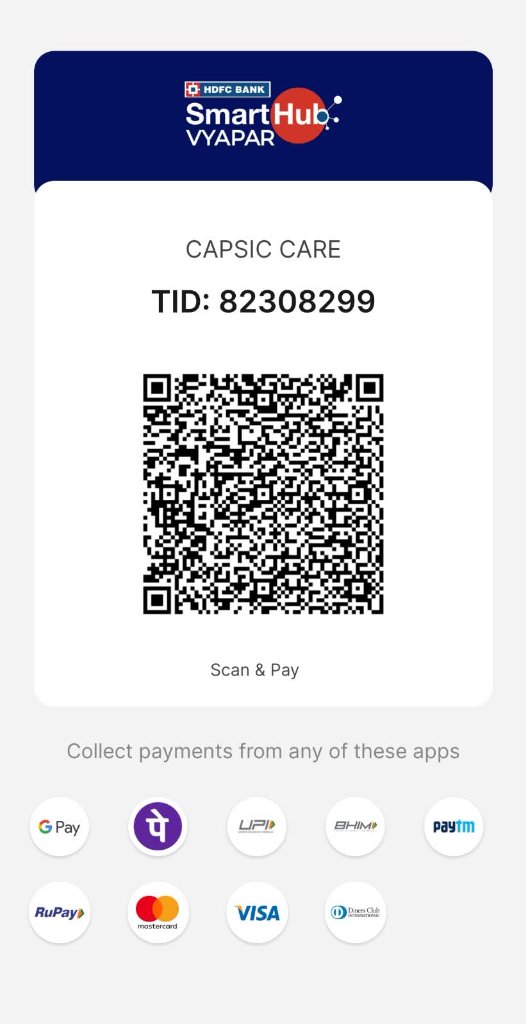 HDFC BANK
SmartHub
VYAPAR
CAPSIC CARE
TID: 82308299
Scan & Pay
Collect payments from any of these apps
G Pay
पे
UPI
BHIM
paytm
RuPay
mastercard
VISA
Diners Club
INTERNATIONAL